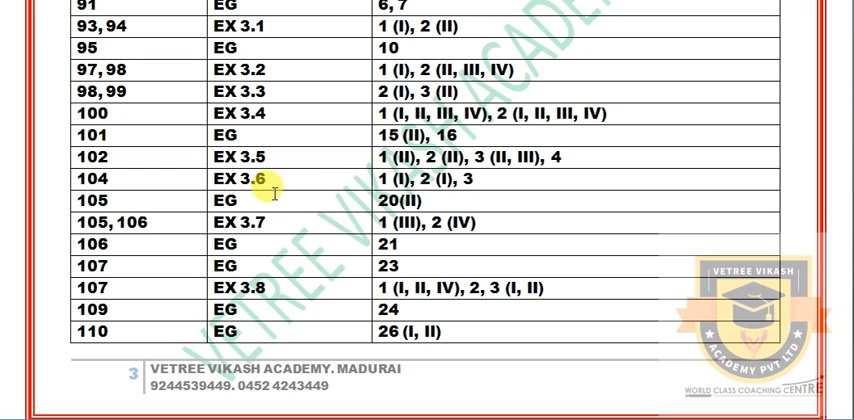 91 EG 6, 7
93, 94 EX 3.1 1 (I), 2 (II)
95 EG 10
97, 98 EX 3.2 1 (I), 2 (II, III, IV)
98, 99 EX 3.3 2 (I), 3 (II)
100 EX 3.4 1 (I, II, III, IV), 2 (I, II, III, IV)
101 EG 15 (II), 16
102 EX 3.5 1 (II), 2 (II), 3 (II, III), 4
104 EX 3.6 1 (I), 2 (I), 3
105 EG 20(II)
105, 106 EX 3.7 1 (III), 2 (IV)
106 EG 21
107 EG 23
107 EX 3.8 1 (I, II, IV), 2, 3 (I, II)
109 EG 24
110 EG 26 (I, II)
VETREE VIKASH ACADEMY
VETREE VIKASH
ACADEMY PVT LTD
WORLD CLASS COACHING CENTRE
3 VETREE VIKASH ACADEMY. MADURAI
9244539449. 0452 4243449